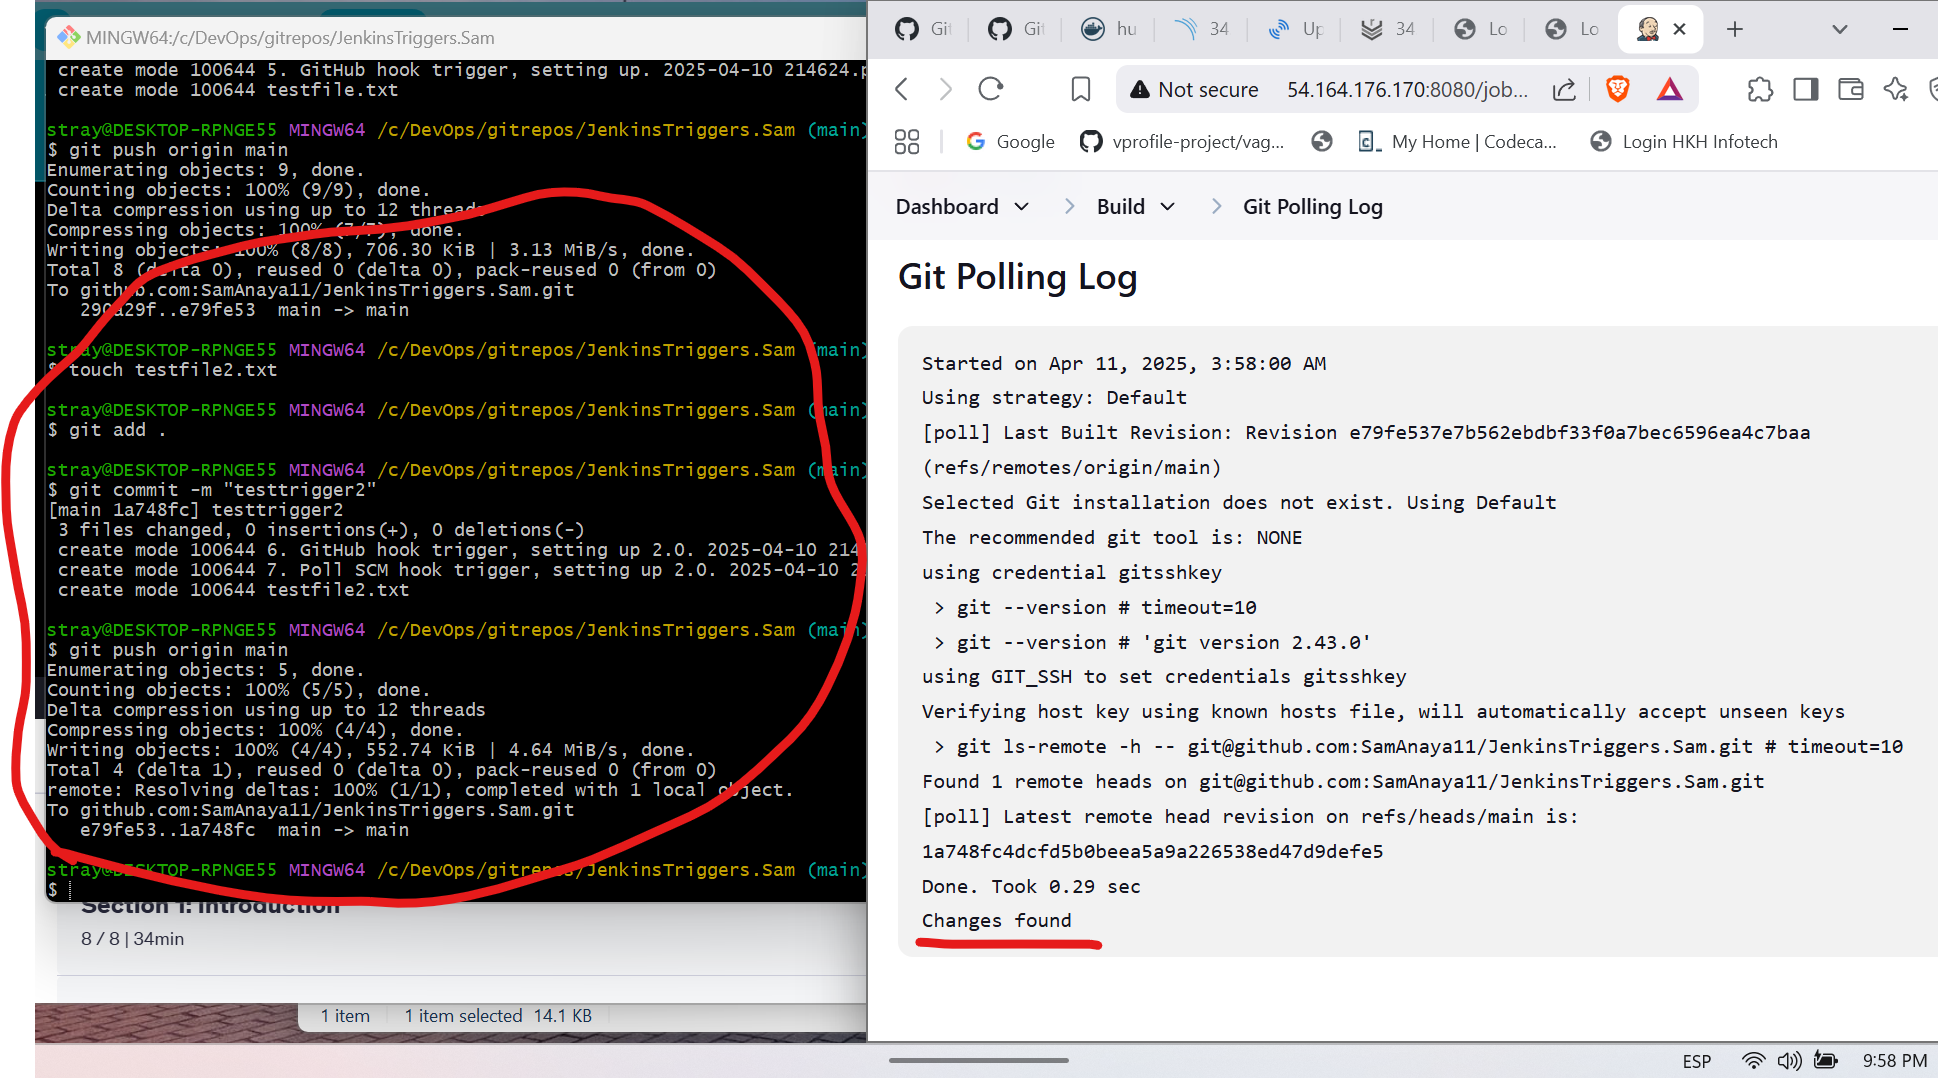 MINGW64:/c/DevOps/gitrepos/JenkinsTriggers.Sam
create mode 100644 5. GitHub hook trigger, setting up. 2025-04-10 214624.p
create mode 100644 testfile.txt
stray@DESKTOP-RPNGE55 MINGW64 /c/DevOps/gitrepos/JenkinsTriggers.Sam (main)
$ git push origin main
Enumerating objects: 9, done.
Counting objects: 100% (9/9), done.
Delta compression using up to 12 threads
Compressing objects: 100% (7/7), done.
Writing objects: 100% (8/8), 706.30 KiB | 3.13 MiB/s, done.
Total 8 (delta 0), reused 0 (delta 0), pack-reused 0 (from 0)
To github.com:SamAnaya11/JenkinsTriggers.Sam.git
290a29f..e79fe53  main -> main
stray@DESKTOP-RPNGE55 MINGW64 /c/DevOps/gitrepos/JenkinsTriggers.Sam (main)
$ touch testfile2.txt
stray@DESKTOP-RPNGE55 MINGW64 /c/DevOps/gitrepos/JenkinsTriggers.Sam (main)
$ git add .
stray@DESKTOP-RPNGE55 MINGW64 /c/DevOps/gitrepos/JenkinsTriggers.Sam (main)
$ git commit -m "testtrigger2"
[main 1a748fc] testtrigger2
3 files changed, 0 insertions(+), 0 deletions(-)
create mode 100644 6. GitHub hook trigger, setting up 2.0. 2025-04-10 214
create mode 100644 7. Poll SCM hook trigger, setting up 2.0. 2025-04-10 2
create mode 100644 testfile2.txt
stray@DESKTOP-RPNGE55 MINGW64 /c/DevOps/gitrepos/JenkinsTriggers.Sam (main)
$ git push origin main
Enumerating objects: 5, done.
Counting objects: 100% (5/5), done.
Delta compression using up to 12 threads
Compressing objects: 100% (4/4), done.
Writing objects: 100% (4/4), 552.74 KiB | 4.64 MiB/s, done.
Total 4 (delta 1), reused 0 (delta 0), pack-reused 0 (from 0)
remote: Resolving deltas: 100% (1/1), completed with 1 local object.
To github.com:SamAnaya11/JenkinsTriggers.Sam.git
e79fe53..1a748fc  main -> main
stray@DESKTOP-RPNGE55 MINGW64 /c/DevOps/gitrepos/JenkinsTriggers.Sam (main)
$
Section 1: Introduction
8 / 8 | 34min
1 item 1 item selected 14.1 KB
Git Git hu 34 Up 34 Lo Lo
Not secure 54.164.176.170:8080/job...
Google vprofile-project/vag... My Home | Codeca... Login HKH Infotech
Dashboard > Build > Git Polling Log
Git Polling Log
Started on Apr 11, 2025, 3:58:00 AM
Using strategy: Default
[poll] Last Built Revision: Revision e79fe537e7b562ebdbf33f0a7bec6596ea4c7baa
(refs/remotes/origin/main)
Selected Git installation does not exist. Using Default
The recommended git tool is: NONE
using credential gitsshkey
> git --version # timeout=10
> git --version # 'git version 2.43.0'
using GIT_SSH to set credentials gitsshkey
Verifying host key using known hosts file, will automatically accept unseen keys
> git ls-remote -h -- git@github.com:SamAnaya11/JenkinsTriggers.Sam.git # timeout=10
Found 1 remote heads on git@github.com:SamAnaya11/JenkinsTriggers.Sam.git
[poll] Latest remote head revision on refs/heads/main is:
1a748fc4dcfd5b0beea5a9a226538ed47d9defe5
Done. Took 0.29 sec
Changes found
ESP 9:58 PM